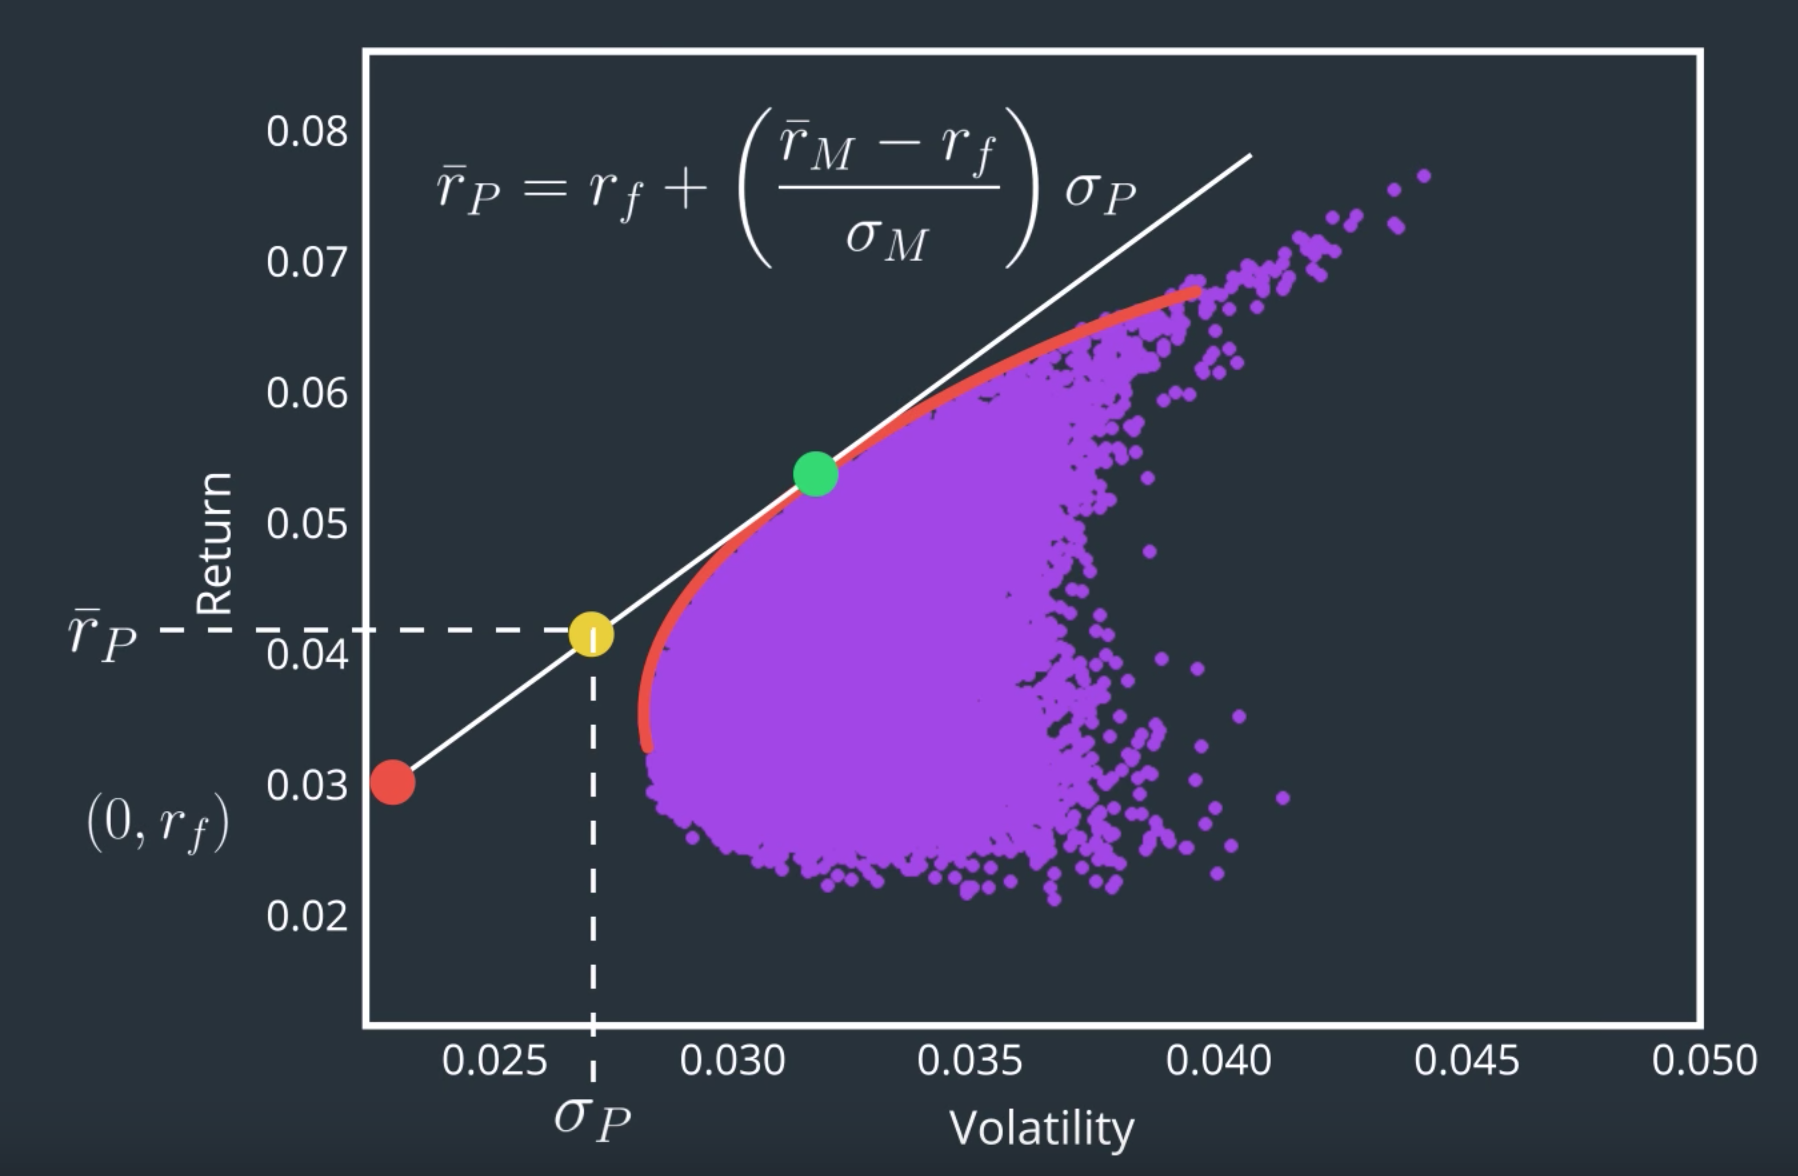 0.08
r̄_P = r_f + ( (r̄_M − r_f) / σ_M ) σ_P
0.07
0.06
0.05
Return
r̄_P
0.04
0.03
(0, r_f)
0.02
0.025 0.030 0.035 0.040 0.045 0.050
σ_P
Volatility